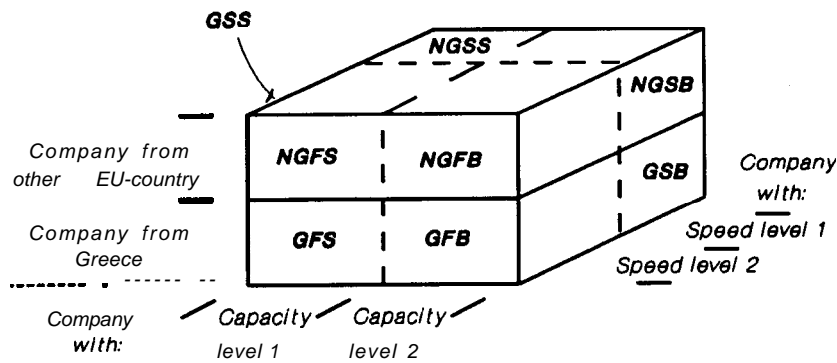 GSS
NGSS
NGSB
NGFS
NGFB
GSB
GFS
GFB
Company from
other EU-country
Company from
Greece
Company
with:
Speed level 1
Speed level 2
Company
with:
Capacity
level 1
Capacity
level 2